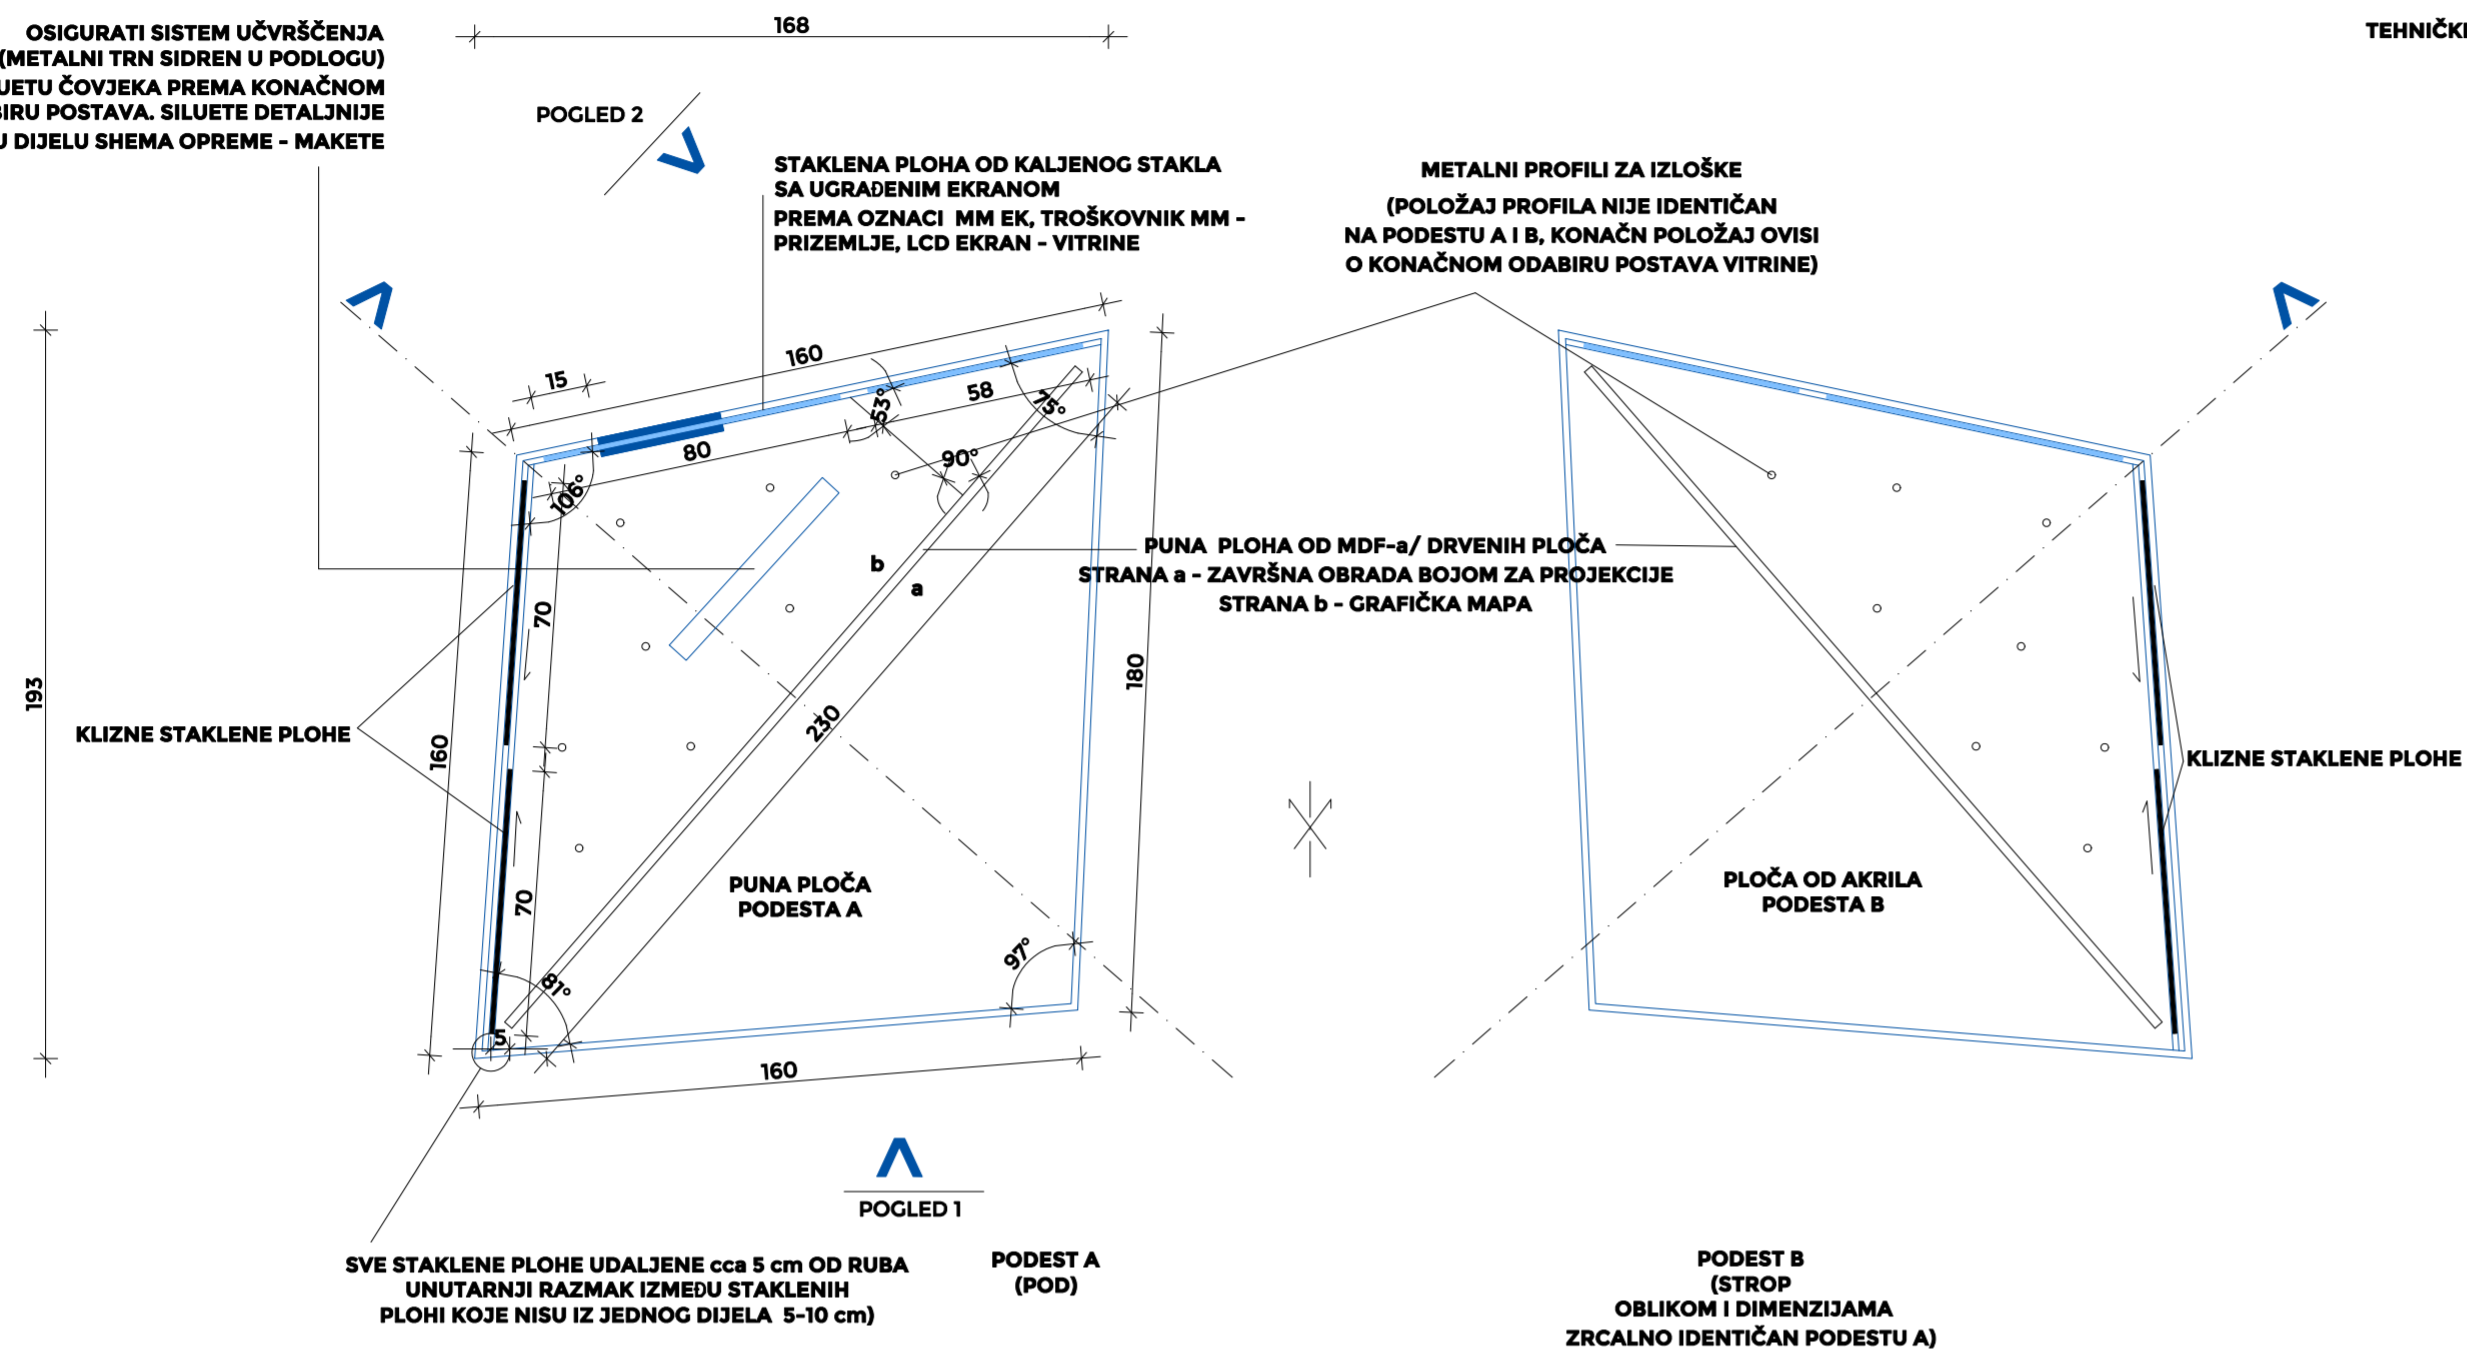 OSIGURATI SISTEM UČVRŠČENJA
(METALNI TRN SIDREN U PODLOGU)
ČOVJEKA PREMA KONAČNOM
POSTAVA. SILUETE DETALJNIJE
U DIJELU SHEMA OPREME - MAKETE
168
TEHNIČKI
POGLED 2
STAKLENA PLOHA OD KALJENOG STAKLA
SA UGRAĐENIM EKRANOM
PREMA OZNACI MM EK, TROŠKOVNIK MM -
PRIZEMLJE, LCD EKRAN - VITRINE
METALNI PROFILI ZA IZLOŠKE
(POLOŽAJ PROFILA NIJE IDENTIČAN
NA PODESTU A I B, KONAČN POLOŽAJ OVISI
O KONAČNOM ODABIRU POSTAVA VITRINE)
160
15
58
53°
75°
80
90°
106°
b
a
PUNA PLOHA OD MDF-a/ DRVENIH PLOČA
STRANA a - ZAVRŠNA OBRADA BOJOM ZA PROJEKCIJE
STRANA b - GRAFIČKA MAPA
70
180
193
230
160
KLIZNE STAKLENE PLOHE
KLIZNE STAKLENE PLOHE
70
PUNA PLOČA
PODESTA A
PLOČA OD AKRILA
PODESTA B
97°
81°
5
160
POGLED 1
SVE STAKLENE PLOHE UDALJENE cca 5 cm OD RUBA
UNUTARNJI RAZMAK IZMEĐU STAKLENIH
PLOHI KOJE NISU IZ JEDNOG DIJELA 5-10 cm)
PODEST A
(POD)
PODEST B
(STROP
OBLIKOM I DIMENZIJAMA
ZRCALNO IDENTIČAN PODESTU A)